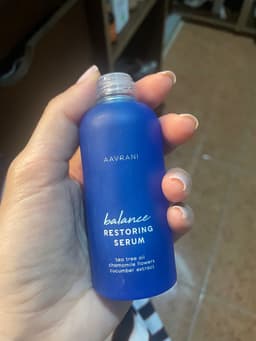 AAVRANI
balance
RESTORING
SERUM
tea tree oil
chamomile flowers
cucumber extract